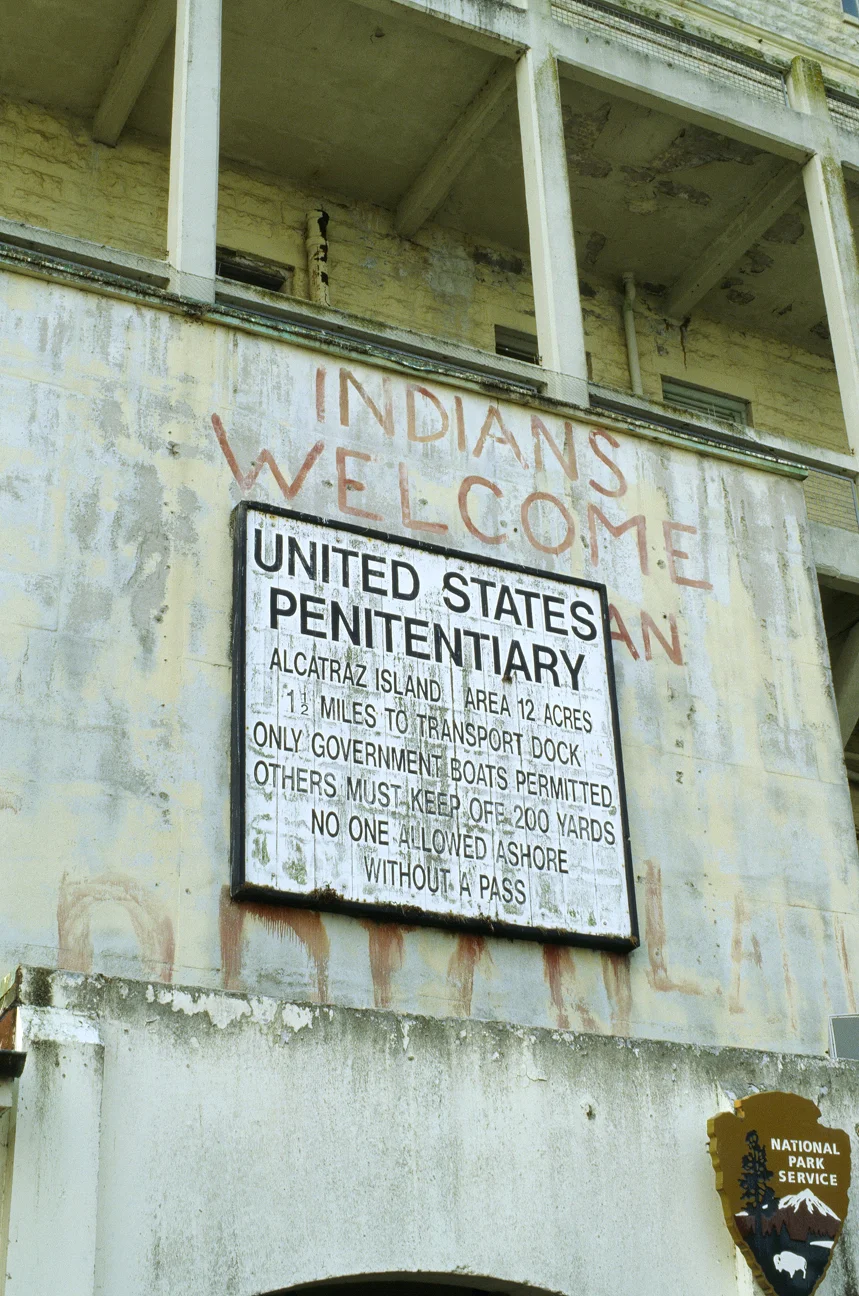 INDIANS
WELCOME
UNITED STATES
PENITENTIARY
ALCATRAZ ISLAND AREA 12 ACRES
1½ MILES TO TRANSPORT DOCK
ONLY GOVERNMENT BOATS PERMITTED
OTHERS MUST KEEP OFF 200 YARDS
NO ONE ALLOWED ASHORE
WITHOUT A PASS
AN
NATIONAL
PARK
SERVICE